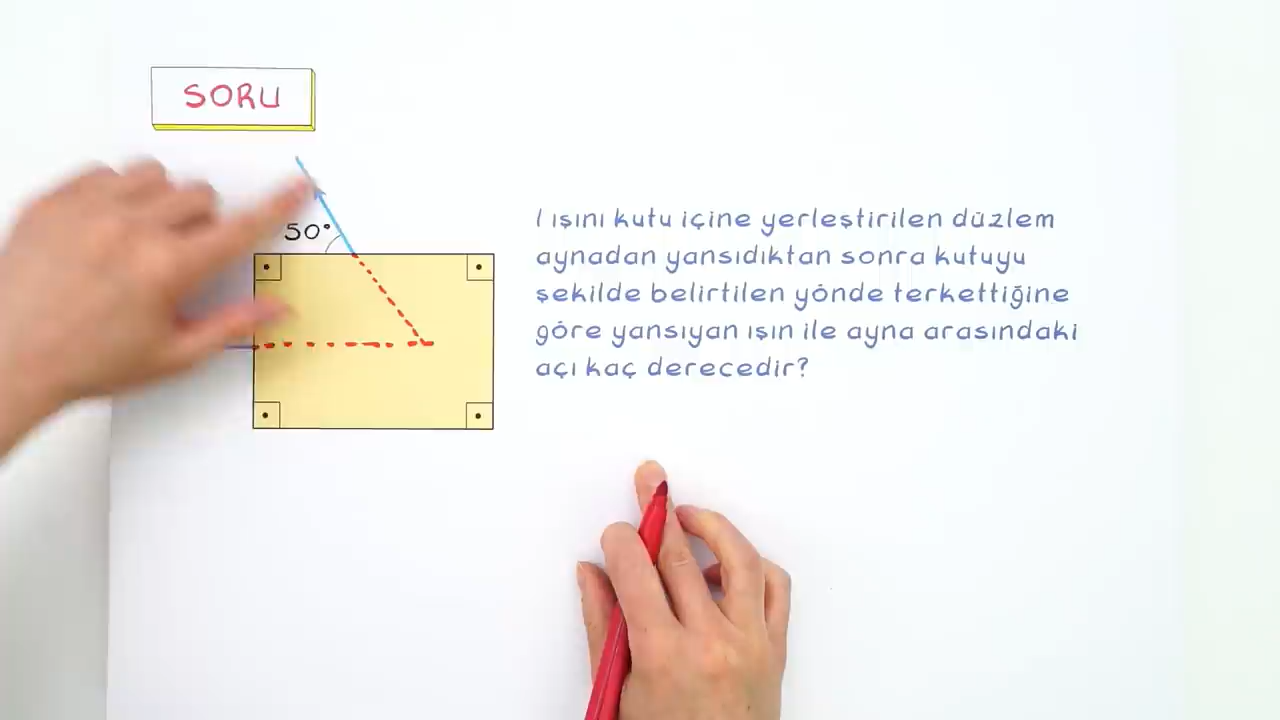 SORU
50°
I ışını kutu içine yerleştirilen düzlem
aynadan yansıdıktan sonra kutuyu
şekilde belirtilen yönde terkettiğine
göre yansıyan ışın ile ayna arasındaki
açı kaç derecedir?